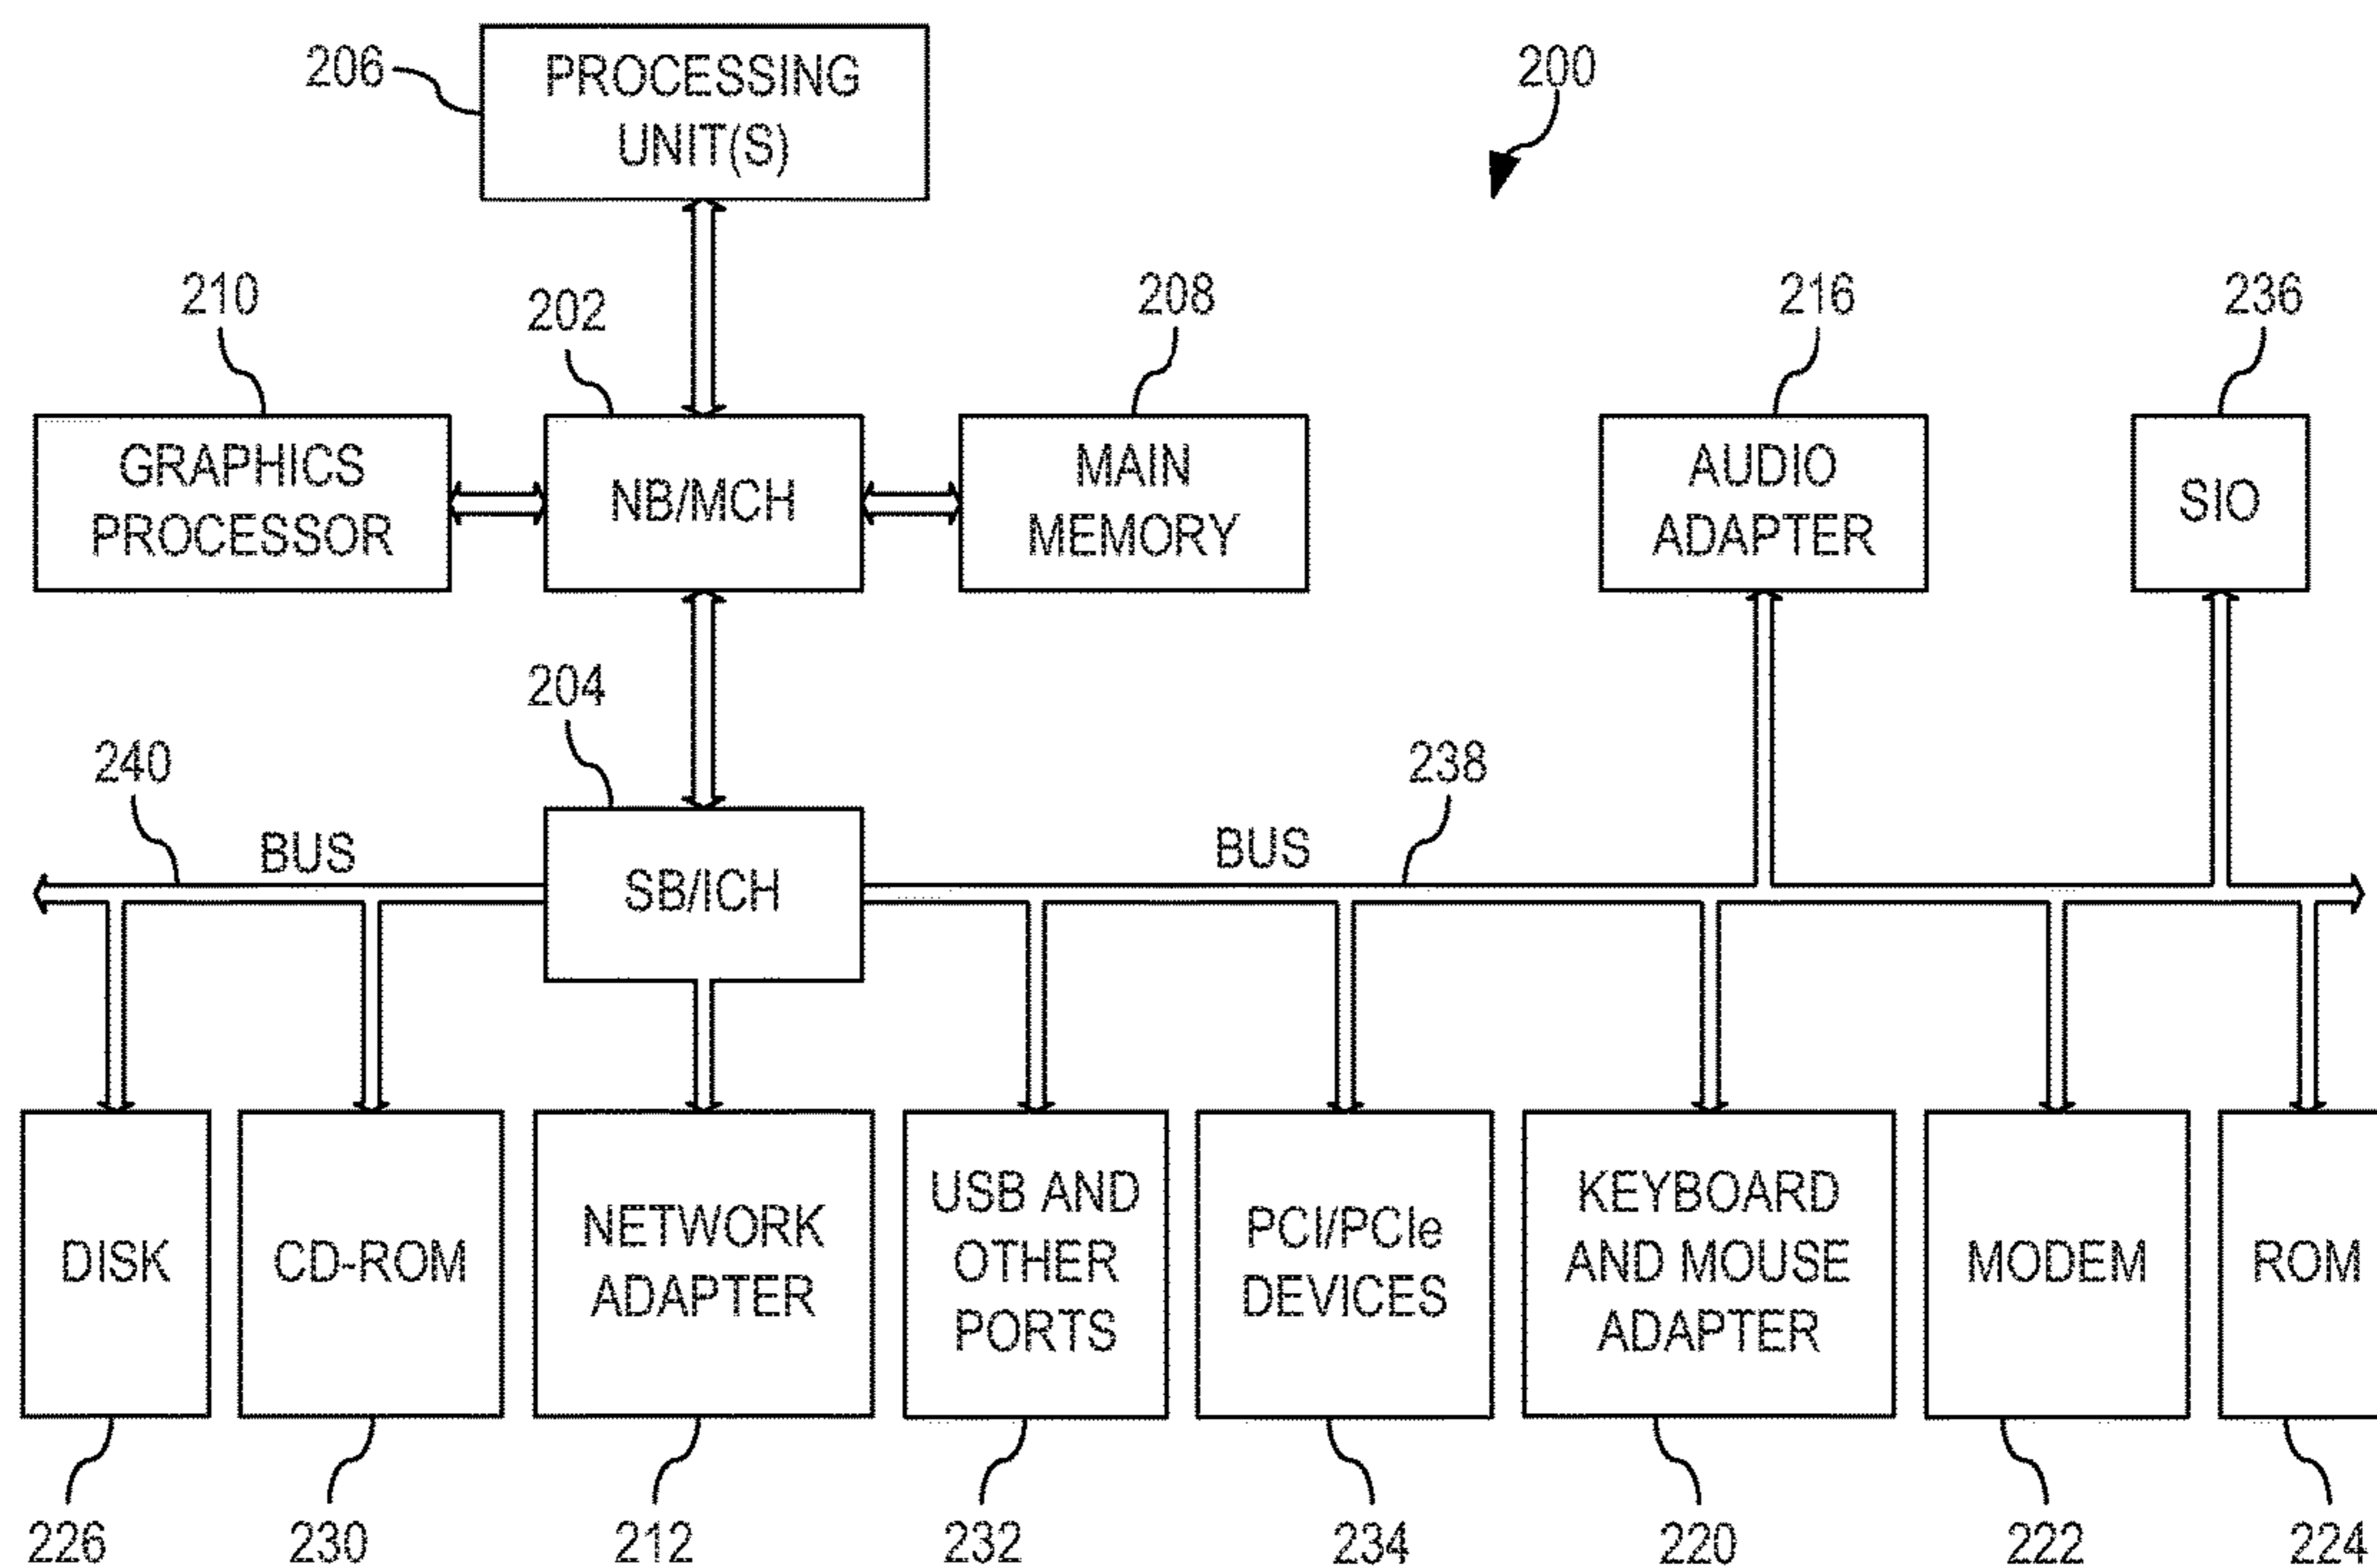 206
PROCESSING
UNIT(S)
200
210
202
208
216
236
GRAPHICS
PROCESSOR
NB/MCH
MAIN
MEMORY
AUDIO
ADAPTER
SIO
204
240
238
BUS
BUS
SB/ICH
DISK
CD-ROM
NETWORK
ADAPTER
USB AND
OTHER
PORTS
PCI/PCIe
DEVICES
KEYBOARD
AND MOUSE
ADAPTER
MODEM
ROM
226
230
212
232
234
220
222
224